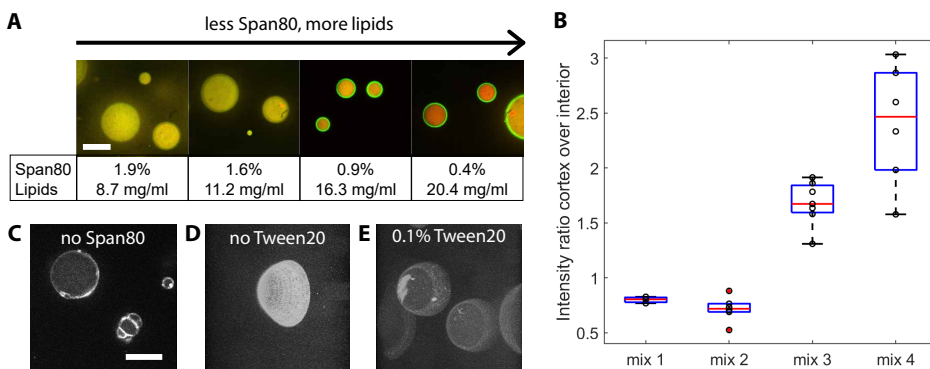 A
less Span80, more lipids
Span80 1.9% 1.6% 0.9% 0.4%
Lipids 8.7 mg/ml 11.2 mg/ml 16.3 mg/ml 20.4 mg/ml
C no Span80
D no Tween20
E 0.1% Tween20
B
Intensity ratio cortex over interior
3
2.5
2
1.5
1
0.5
mix 1 mix 2 mix 3 mix 4